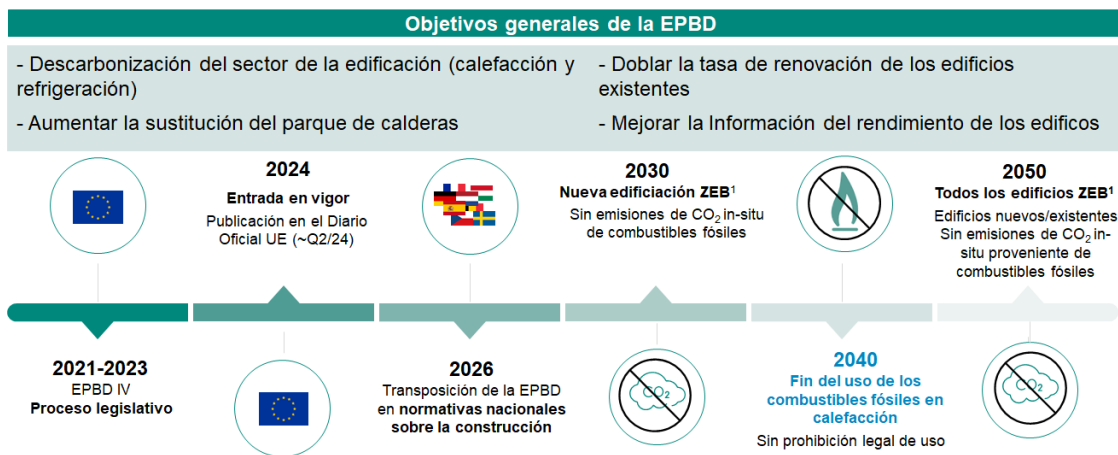 Objetivos generales de la EPBD
- Descarbonización del sector de la edificación (calefacción y
refrigeración)
- Aumentar la sustitución del parque de calderas
- Doblar la tasa de renovación de los edificios
existentes
- Mejorar la Información del rendimiento de los edificos
2021-2023
EPBD IV
Proceso legislativo
2024
Entrada en vigor
Publicación en el Diario
Oficial UE (~Q2/24)
2026
Transposición de la EPBD
en normativas nacionales
sobre la construcción
2030
Nueva edificiación ZEB¹
Sin emisiones de CO₂ in-situ
de combustibles fósiles
CO₂
2040
Fin del uso de los
combustibles fósiles en
calefacción
Sin prohibición legal de uso
2050
Todos los edificios ZEB¹
Edificios nuevos/existentes
Sin emisiones de CO₂ in-
situ proveniente de
combustibles fósiles
CO₂